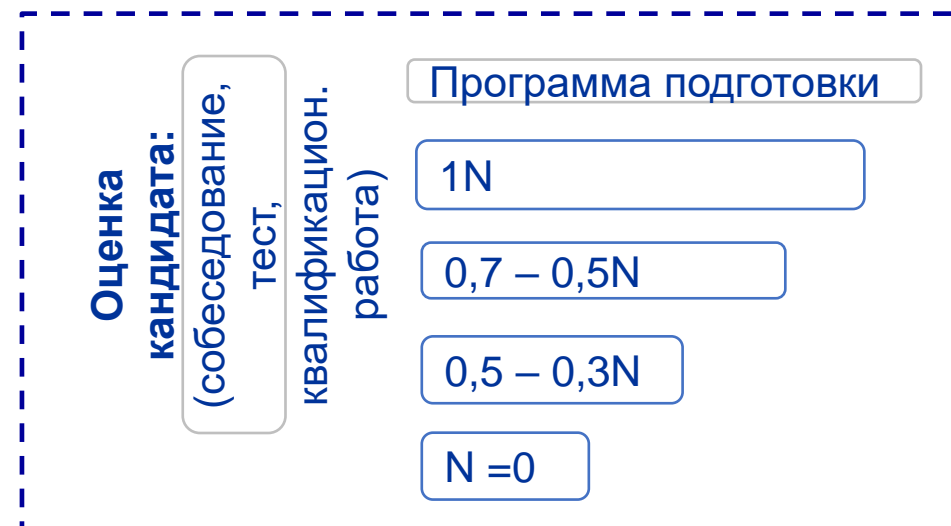 Оценка
кандидата:
(собеседование,
тест,
квалификацион.
работа)
Программа подготовки
1N
0,7 – 0,5N
0,5 – 0,3N
N =0